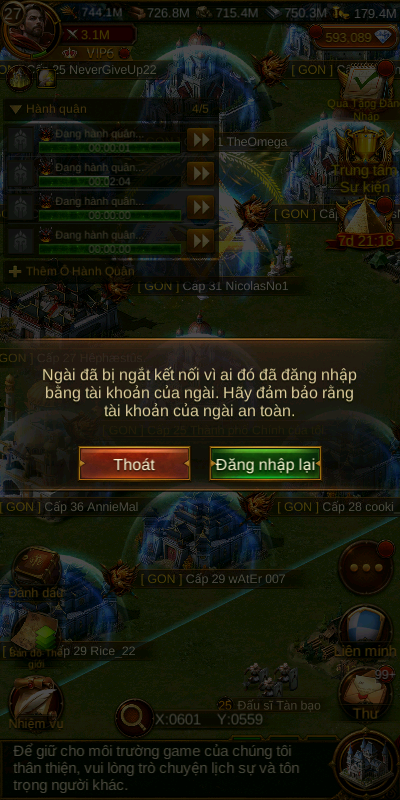 27
744.1M
726.8M
715.4M
750.3M
179.4M
3.1M
593,089
VIP6
Cấp 25 NeverGiveUp22
[ GON ]
Quà Tặng Đăng Nhập
Hành quân
4/5
Đang hành quân...
00:00:01
1 TheOmega
Trung tâm
Sự kiện
Đang hành quân...
00:02:04
Đang hành quân...
00:00:00
[ GON ]
7d 21:18
Đang hành quân...
00:00:00
Thêm Ô Hành Quân
[ GON ] Cấp 31 NicolasNo1
GON ] Cấp 27 Hephaestus
Ngài đã bị ngắt kết nối vì ai đó đã đăng nhập
bằng tài khoản của ngài. Hãy đảm bảo rằng
tài khoản của ngài an toàn.
Thoát
Đăng nhập lại
[ GON ] Cấp 36 AnnieMal
[ GON ] Cấp 28 cooki
[ GON ] Cấp 29 wAtEr 007
Đánh dấu
Bản đồ Thế giới
Cấp 29 Rice_22
Liên minh
99+
25 Đấu sĩ Tàn bạo
Nhiệm vụ
X:0601
Y:0559
Thư
Để giữ cho môi trường game của chúng tôi
thân thiện, vui lòng trò chuyện lịch sự và tôn
trọng người khác.